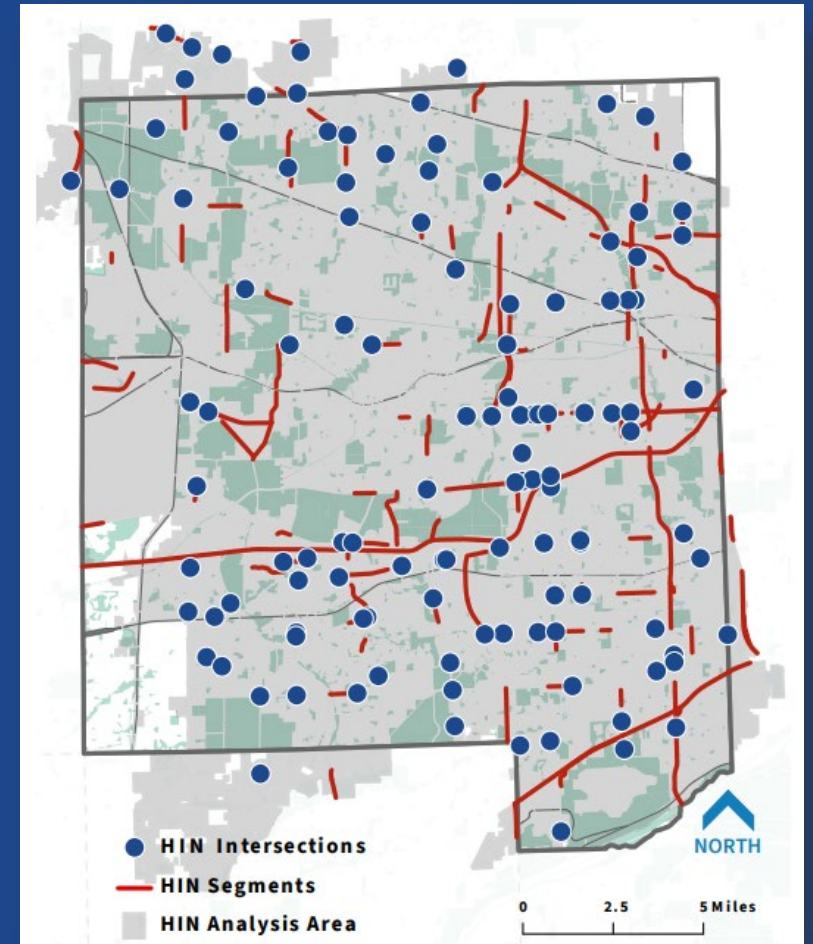 HIN Intersections
HIN Segments
HIN Analysis Area
NORTH
0 2.5 5 Miles